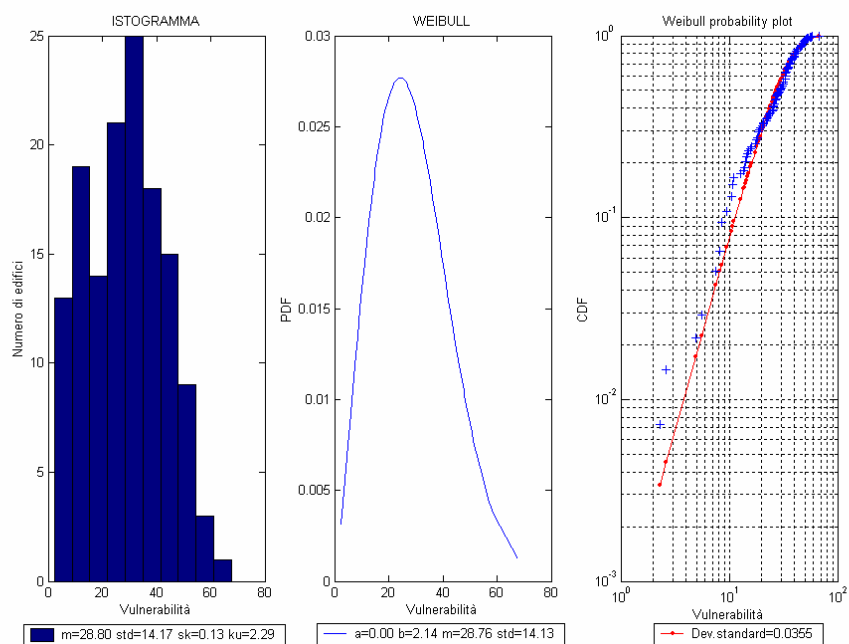 ISTOGRAMMA
25
20
15
10
5
0
Numero di edifici
0 20 40 60 80
Vulnerabilità
m=28.80 std=14.17 sk=0.13 ku=2.29
WEIBULL
0.03
0.025
0.02
0.015
0.01
0.005
0
PDF
0 20 40 60 80
Vulnerabilità
a=0.00 b=2.14 m=28.76 std=14.13
Weibull probability plot
10^0
10^-1
10^-2
10^-3
CDF
10^0 10^1 10^2
Vulnerabilità
Dev.standard=0.0355